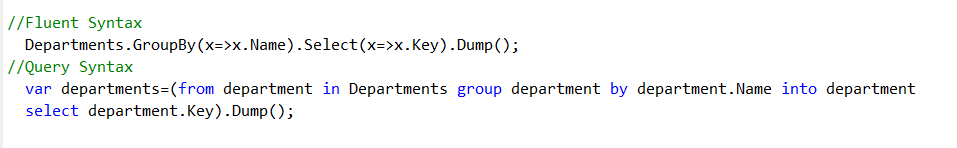 //Fluent Syntax
Departments.GroupBy(x=>x.Name).Select(x=>x.Key).Dump();
//Query Syntax
var departments=(from department in Departments group department by department.Name into department
select department.Key).Dump();